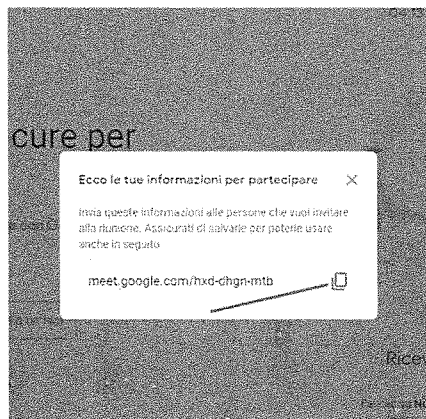 cure per
Ecco le tue informazioni per partecipare
Invia queste informazioni alle persone che vuoi invitare
alla riunione. Assicurati di salvarle per poterle usare
anche in seguito
meet.google.com/hxd-dhgn-mtb
Ricev